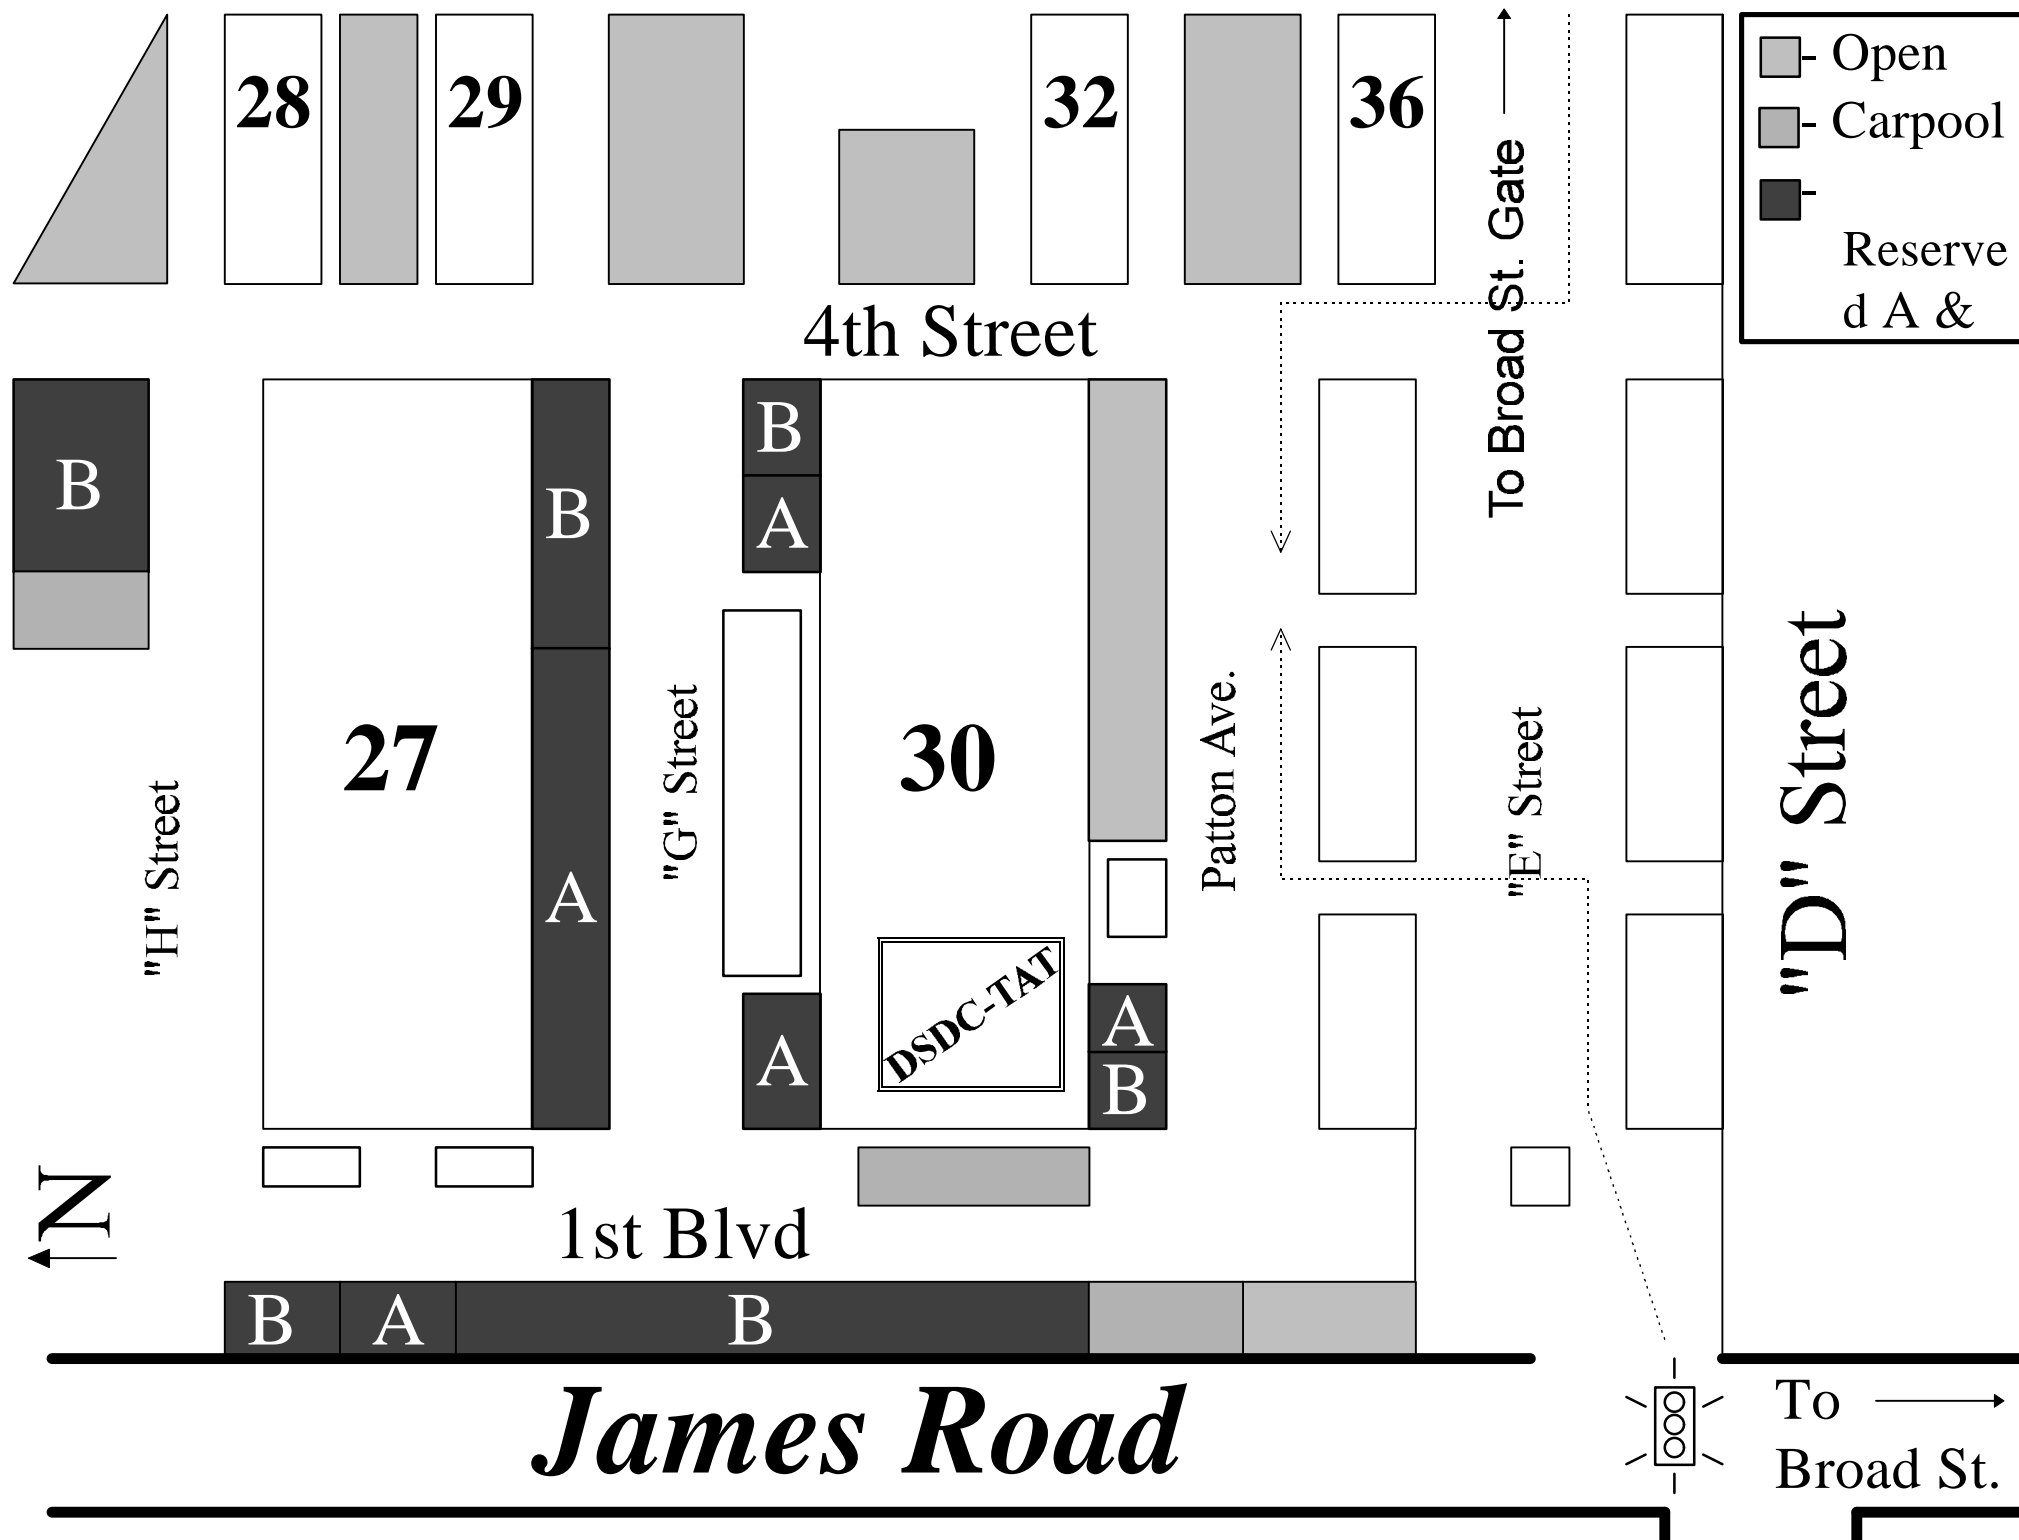 28
29
32
36
- Open
- Carpool
-
Reserve
d A &
To Broad St. Gate
4th Street
B
B
B
A
A
27
30
"H" Street
"G" Street
Patton Ave.
"E" Street
"D" Street
A
DSDC-TAT
A
B
N
1st Blvd
B
A
B
James Road
To
Broad St.